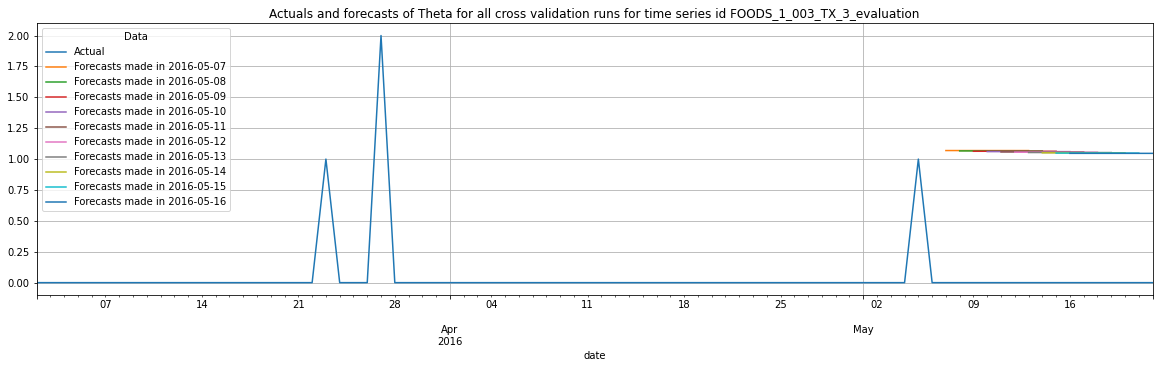 Actuals and forecasts of Theta for all cross validation runs for time series id FOODS_1_003_TX_3_evaluation
Data
Actual
Forecasts made in 2016-05-07
Forecasts made in 2016-05-08
Forecasts made in 2016-05-09
Forecasts made in 2016-05-10
Forecasts made in 2016-05-11
Forecasts made in 2016-05-12
Forecasts made in 2016-05-13
Forecasts made in 2016-05-14
Forecasts made in 2016-05-15
Forecasts made in 2016-05-16
2.00
1.75
1.50
1.25
1.00
0.75
0.50
0.25
0.00
07 14 21 28 04 11 18 25 02 09 16
Apr May
2016
date